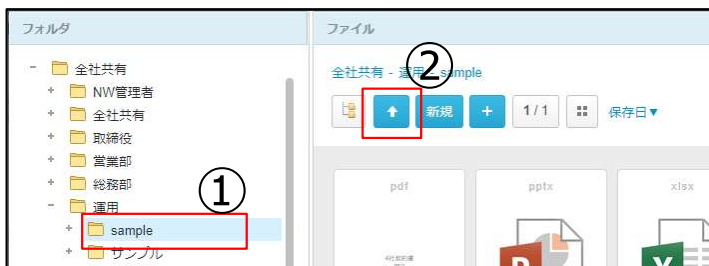 フォルダ
- 全社共有
+ NW管理者
+ 全社共有
+ 取締役
+ 営業部
+ 総務部
- 運用
+ sample
+ サンプル
①
ファイル
全社共有 - 運用 - sample
②
新規 + 1 / 1 保存日▼
pdf pptx xlsx
P X